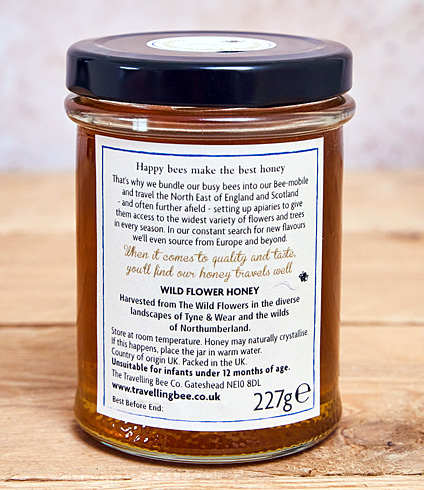 Happy bees make the best honey
That's why we bundle our busy bees into our Bee-mobile
and travel the North East of England and Scotland
- and often further afield - setting up apiaries to give
them access to the widest variety of flowers and trees
in every season. In our constant search for new flavours
we'll even source from Europe and beyond.
When it comes to quality and taste,
you'll find our honey travels well
WILD FLOWER HONEY
Harvested from The Wild Flowers in the diverse
landscapes of Tyne & Wear and the wilds
of Northumberland.
Store at room temperature. Honey may naturally crystallise.
If this happens, place the jar in warm water.
Country of origin UK. Packed in the UK.
Unsuitable for infants under 12 months of age.
The Travelling Bee Co. Gateshead NE10 8DL
www.travellingbee.co.uk
Best Before End:
227g℮